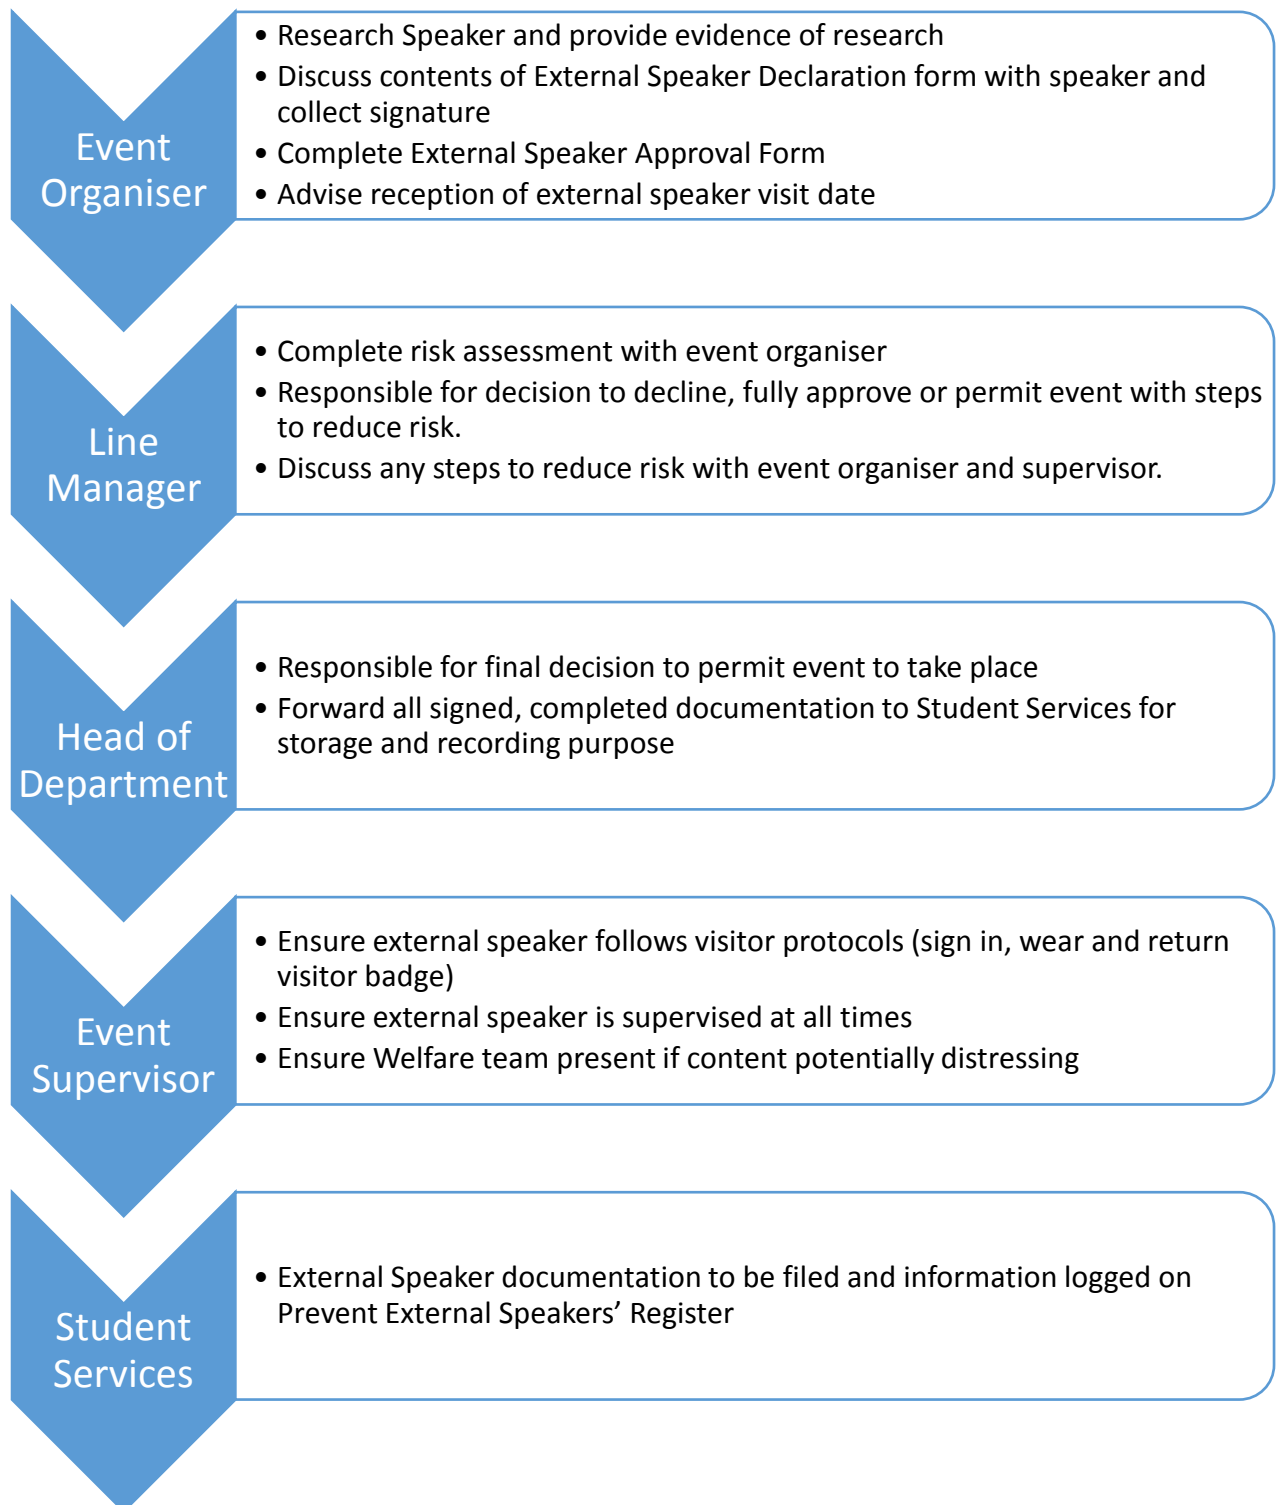 Event
Organiser
• Research Speaker and provide evidence of research
• Discuss contents of External Speaker Declaration form with speaker and
collect signature
• Complete External Speaker Approval Form
• Advise reception of external speaker visit date
Line
Manager
• Complete risk assessment with event organiser
• Responsible for decision to decline, fully approve or permit event with steps
to reduce risk.
• Discuss any steps to reduce risk with event organiser and supervisor.
Head of
Department
• Responsible for final decision to permit event to take place
• Forward all signed, completed documentation to Student Services for
storage and recording purpose
Event
Supervisor
• Ensure external speaker follows visitor protocols (sign in, wear and return
visitor badge)
• Ensure external speaker is supervised at all times
• Ensure Welfare team present if content potentially distressing
Student
Services
• External Speaker documentation to be filed and information logged on
Prevent External Speakers’ Register